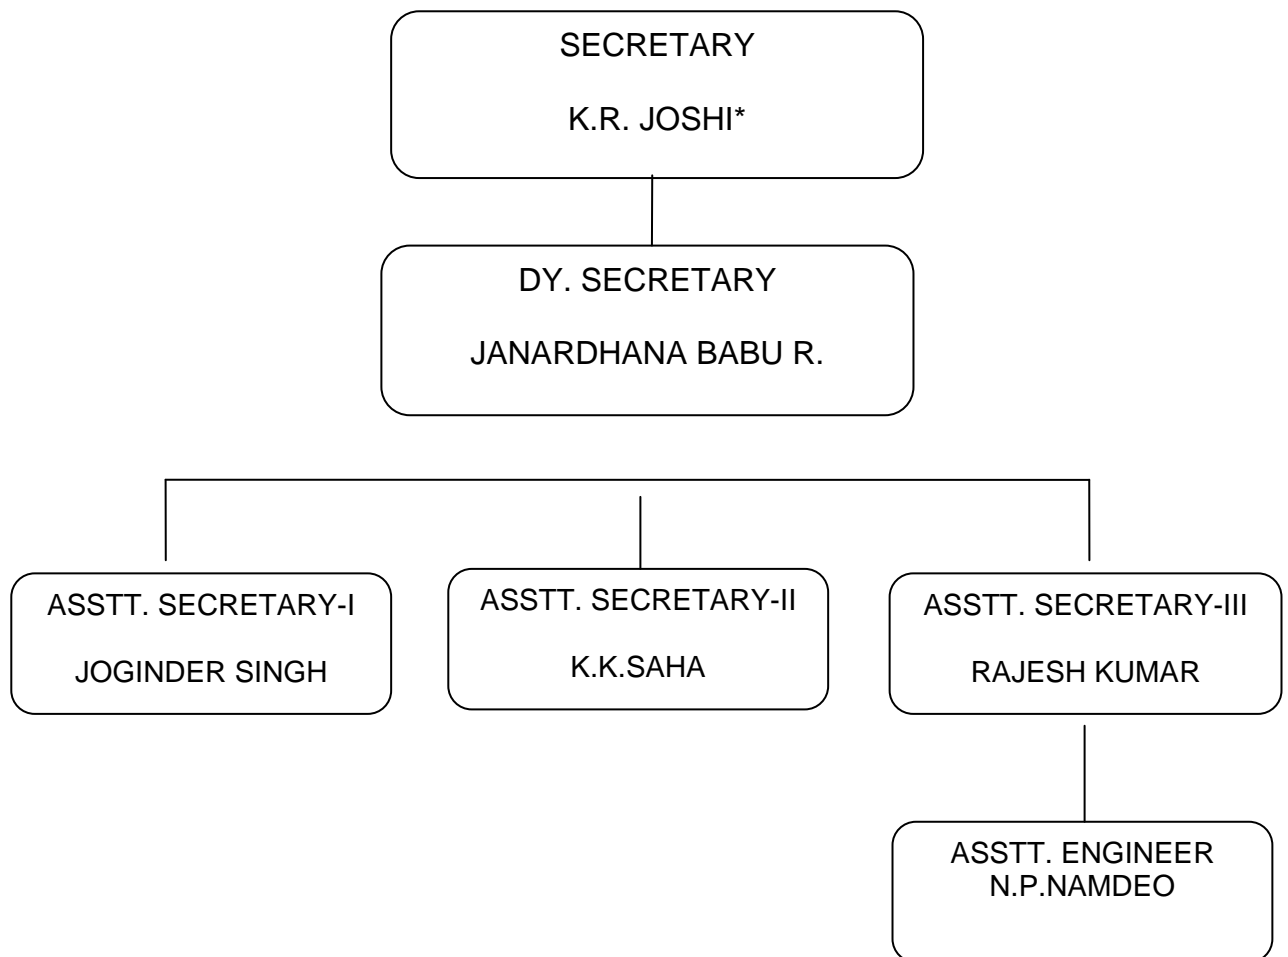 SECRETARY
K.R. JOSHI*
DY. SECRETARY
JANARDHANA BABU R.
ASSTT. SECRETARY-I
JOGINDER SINGH
ASSTT. SECRETARY-II
K.K.SAHA
ASSTT. SECRETARY-III
RAJESH KUMAR
ASSTT. ENGINEER
N.P.NAMDEO